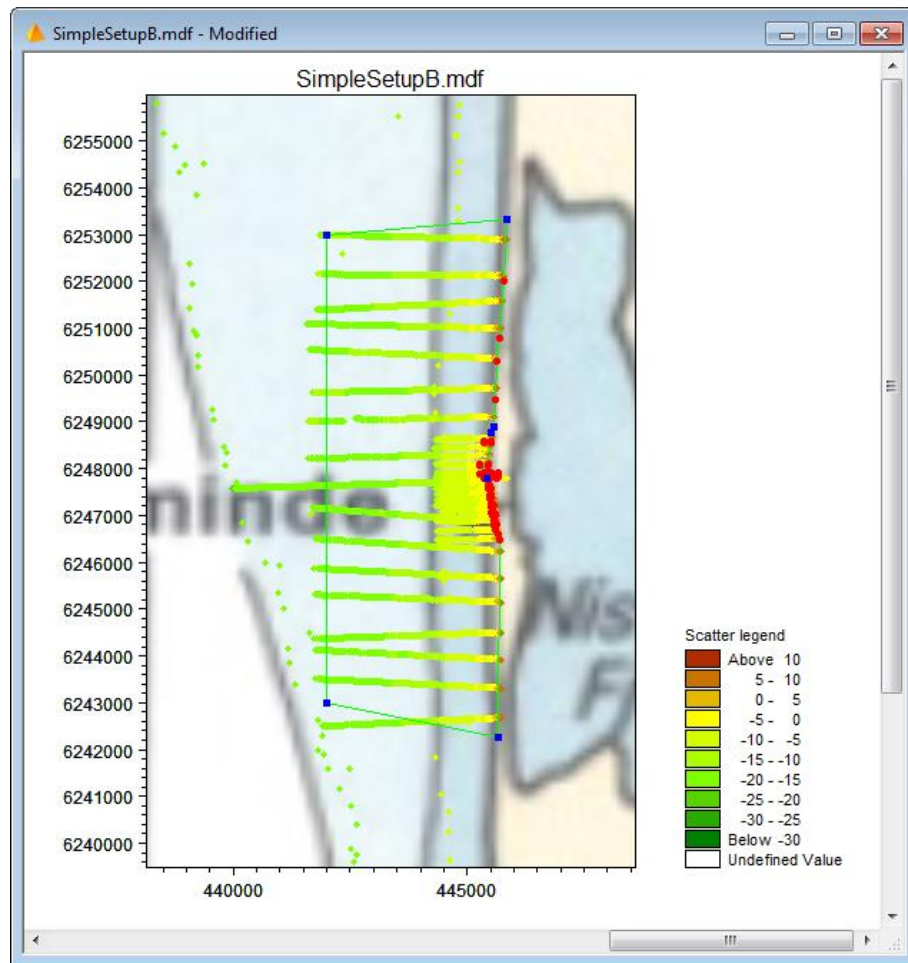 SimpleSetupB.mdf - Modified
SimpleSetupB.mdf
6255000
6254000
6253000
6252000
6251000
6250000
6249000
6248000
6247000
6246000
6245000
6244000
6243000
6242000
6241000
6240000
440000 445000
ninde
Nis
F
Scatter legend
Above 10
5 - 10
0 - 5
-5 - 0
-10 - -5
-15 - -10
-20 - -15
-25 - -20
-30 - -25
Below -30
Undefined Value